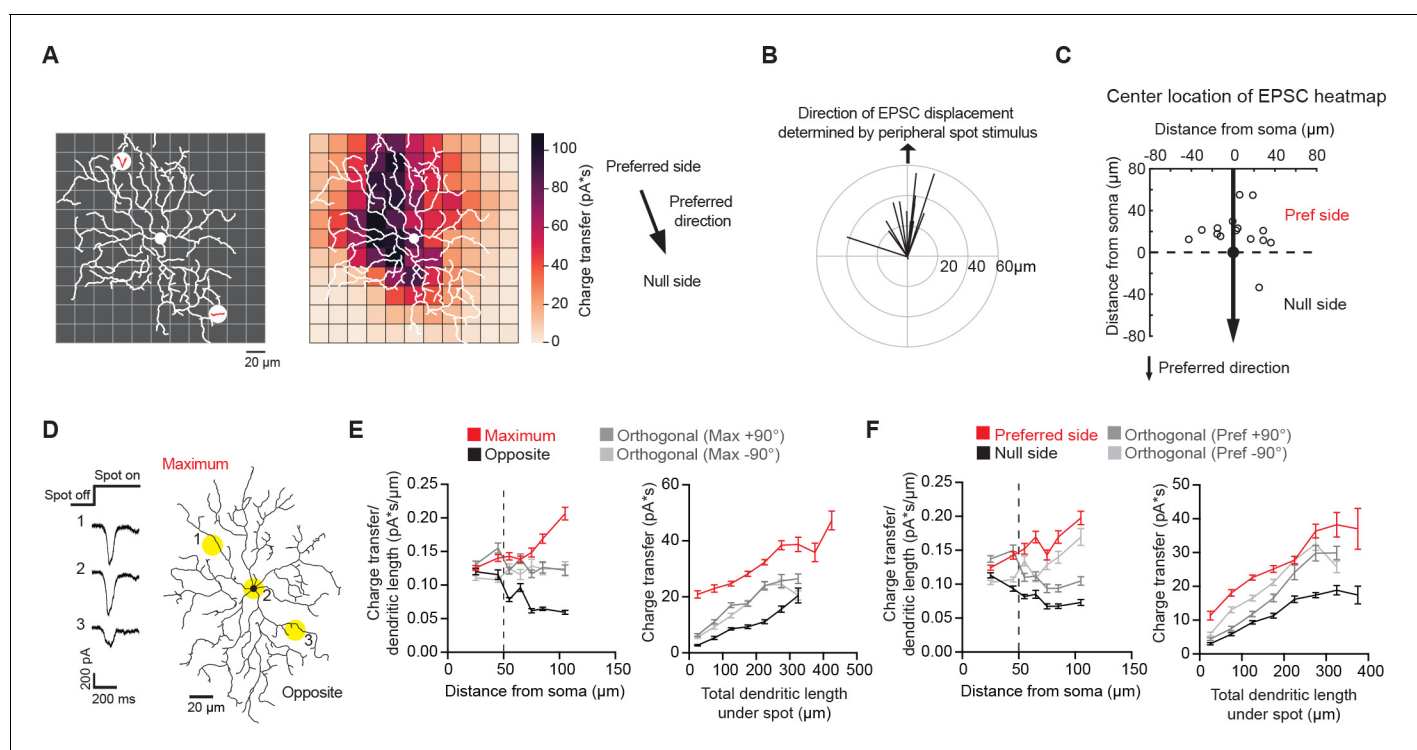 A
20 µm
100
80
60
40
20
0
Charge transfer (pA*s)
Preferred side
Preferred
direction
Null side
B
Direction of EPSC displacement
determined by peripheral spot stimulus
20 40 60µm
C
Center location of EPSC heatmap
Distance from soma (µm)
-80 -40 0 40 80
Distance from soma (µm)
80
40
0
-40
-80
Pref side
Null side
Preferred direction
D
Spot on
Spot off
1
2
3
200 pA
200 ms
Maximum
1
2
3
Opposite
20 µm
E
Maximum
Opposite
Orthogonal (Max +90°)
Orthogonal (Max -90°)
Charge transfer/
dendritic length (pA*s/µm)
0.25
0.20
0.15
0.10
0.05
0.00
0 50 100 150
Distance from soma (µm)
Charge transfer (pA*s)
60
40
20
0
0 100 200 300 400 500
Total dendritic length
under spot (µm)
F
Preferred side
Null side
Orthogonal (Pref +90°)
Orthogonal (Pref -90°)
Charge transfer/
dendritic length (pA*s/µm)
0.25
0.20
0.15
0.10
0.05
0.00
0 50 100 150
Distance from soma (µm)
Charge transfer (pA*s)
50
40
30
20
10
0
0 100 200 300 400
Total dendritic length
under spot (µm)